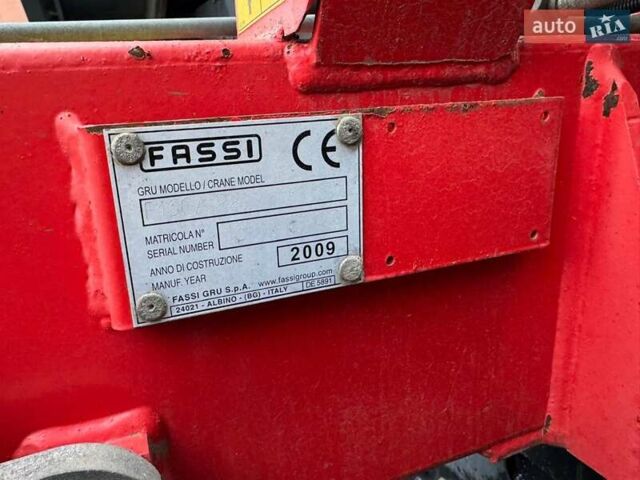 auto RIA
.com
FASSI CE
GRU MODELLO / CRANE MODEL
MATRICOLA N°
SERIAL NUMBER
ANNO DI COSTRUZIONE
MANUF. YEAR
2009
FASSI GRU S.p.A. www.fassigroup.com
24021 - ALBINO - (BG) - ITALY DE 5891